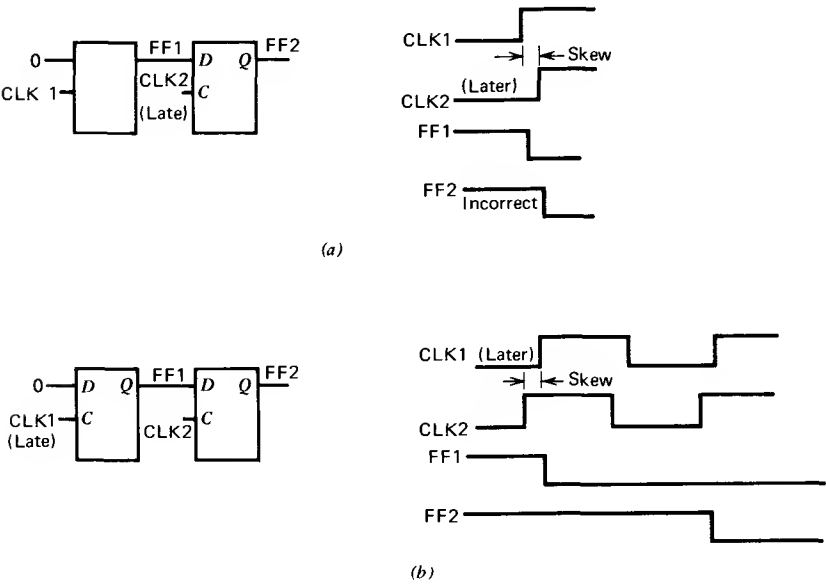 FF1
FF2
0
D
Q
CLK2
CLK 1
C
(Late)
CLK1
Skew
(Later)
CLK2
FF1
FF2
Incorrect
(a)
FF1
FF2
0
D
Q
D
Q
CLK1
C
CLK2
C
(Late)
CLK1 (Later)
Skew
CLK2
FF1
FF2
(b)